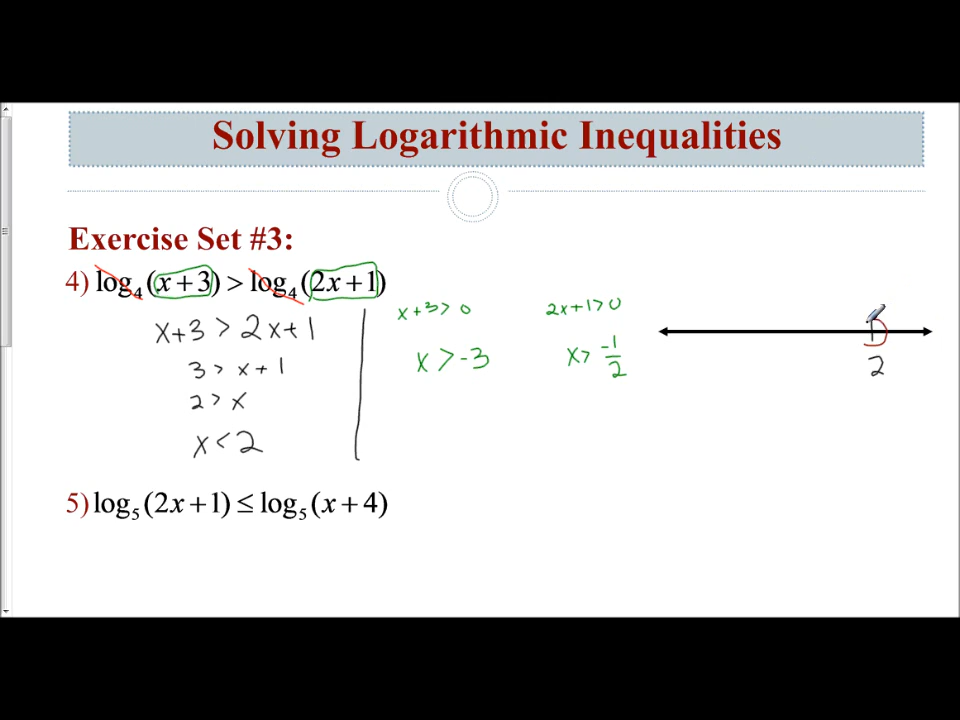 Solving Logarithmic Inequalities
Exercise Set #3:
4) log₄(x + 3) > log₄(2x + 1)
x+3 > 2x+1
3 > x+1
2 > x
x < 2
x+3 > 0
x > -3
2x+1 > 0
x > -1/2
2
5) log₅(2x + 1) ≤ log₅(x + 4)